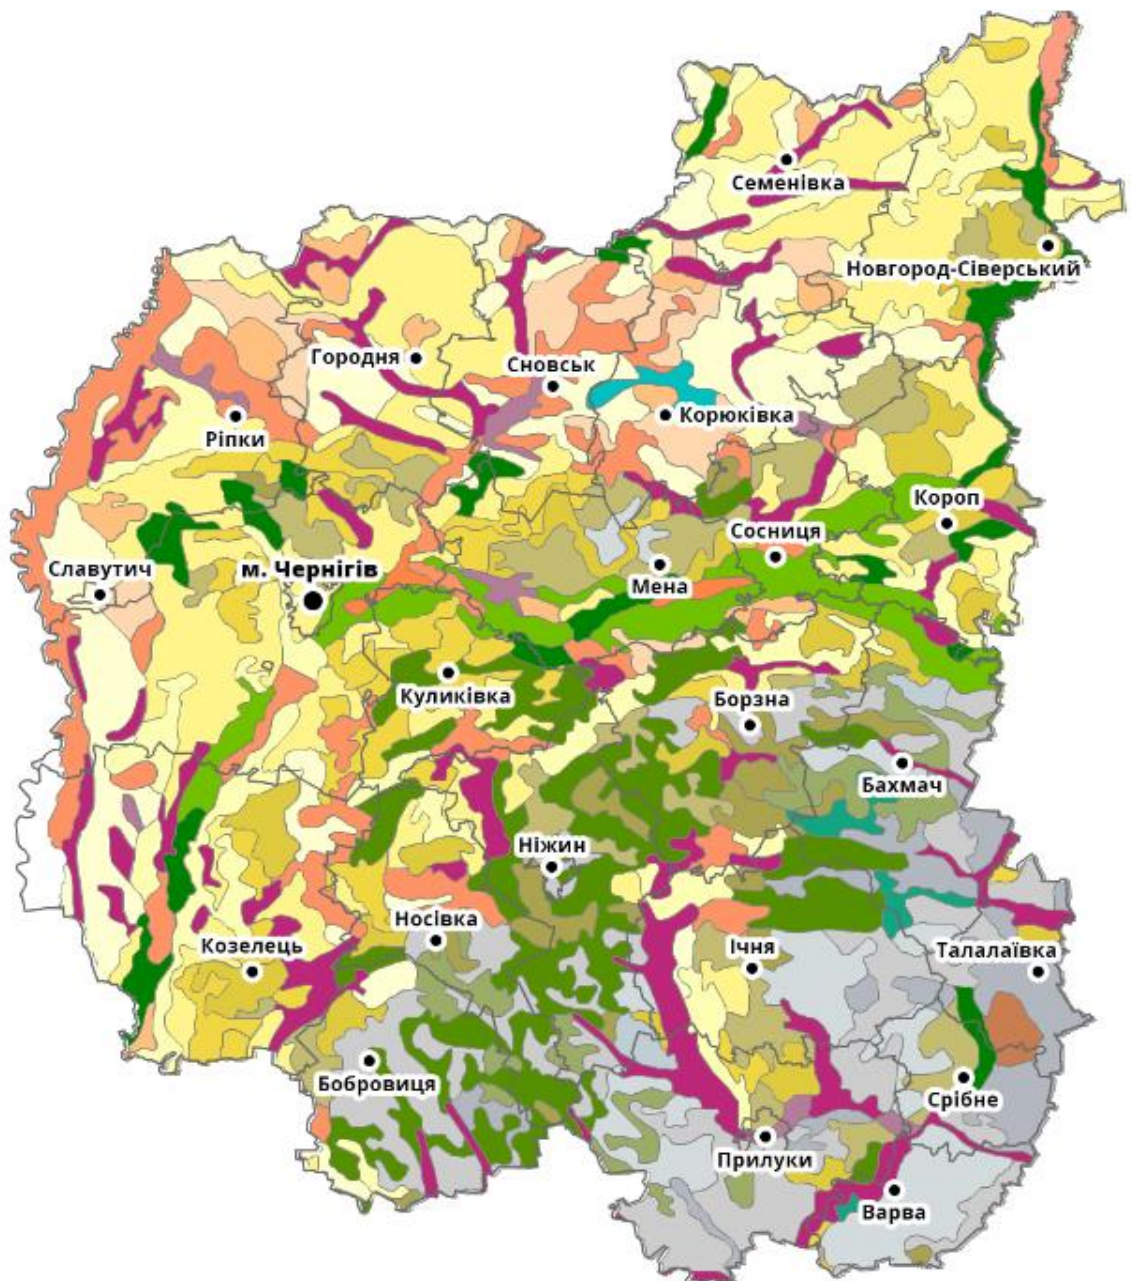 Семенівка
Новгород-Сіверський
Городня
Сновськ
Корюківка
Ріпки
Короп
Сосниця
Славутич
м. Чернігів
Мена
Куликівка
Борзна
Бахмач
Ніжин
Носівка
Козелець
Ічня
Талалаївка
Бобровиця
Срібне
Прилуки
Варва